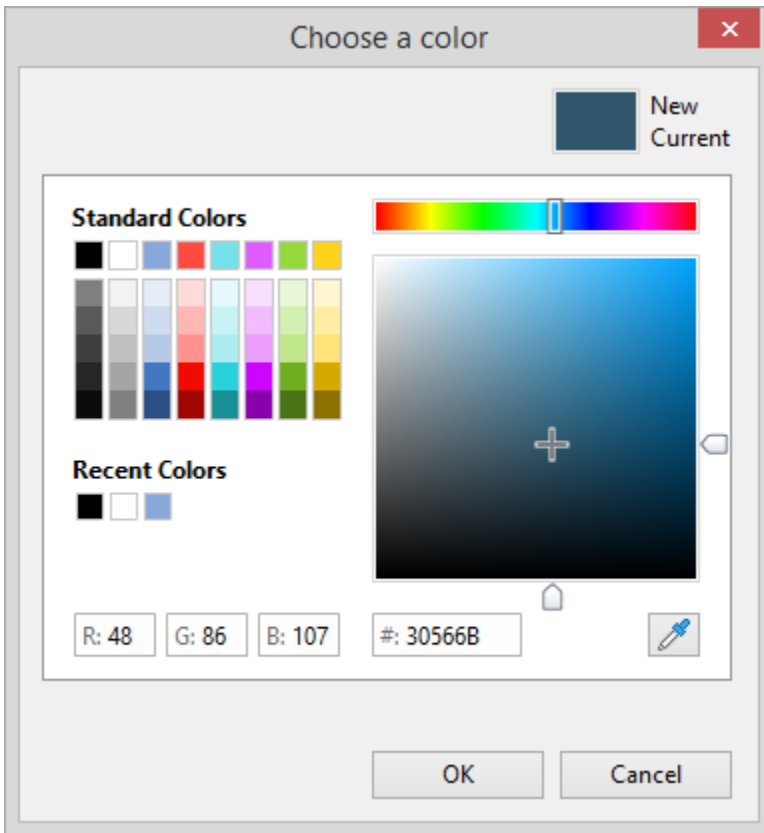 Choose a color
New
Current
Standard Colors
Recent Colors
R: 48 G: 86 B: 107 #: 30566B
OK Cancel